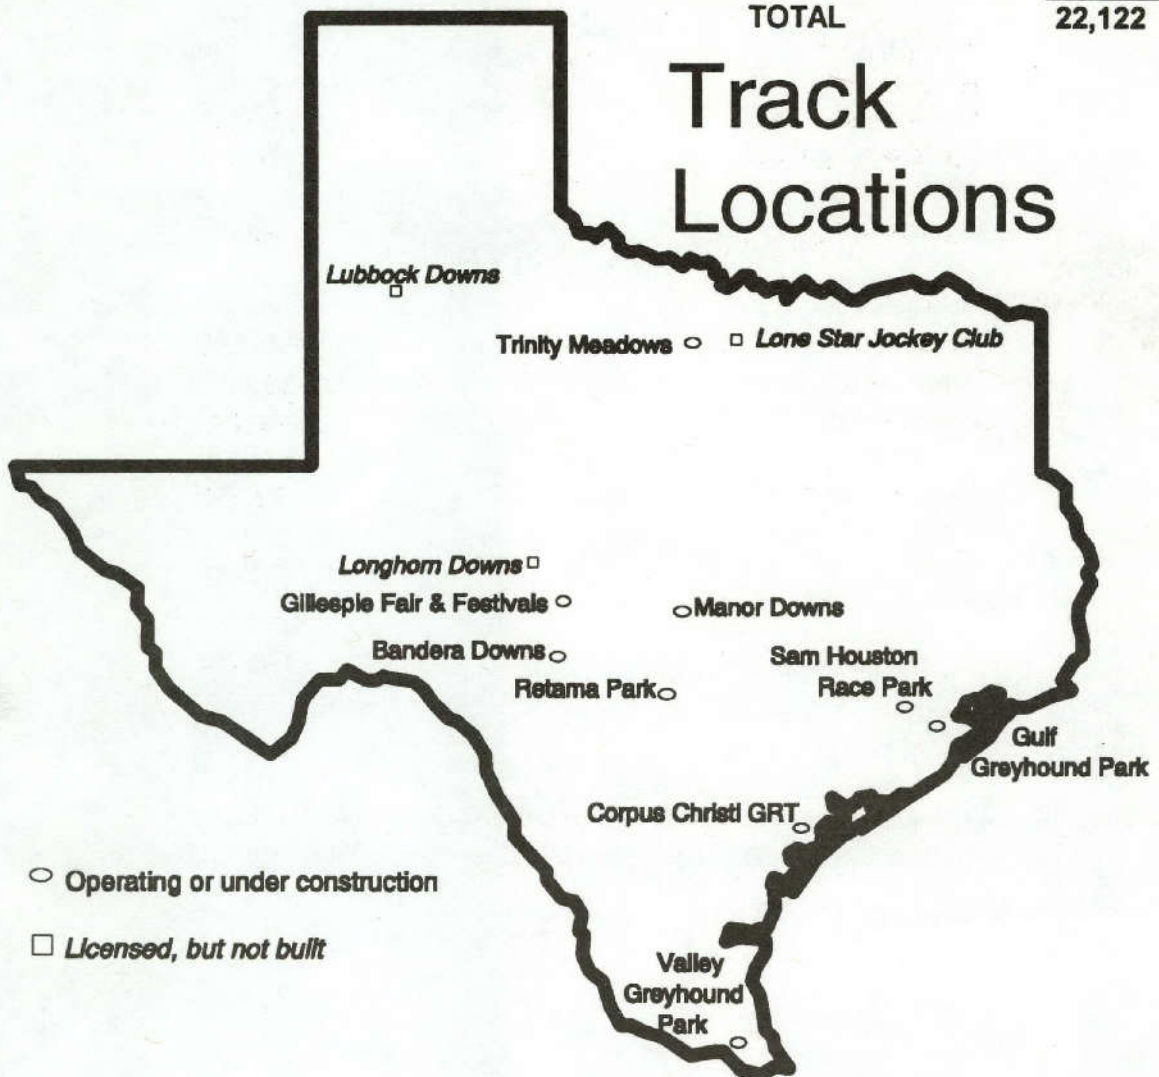 TOTAL 22,122
Track
Locations
Lubbock Downs
Trinity Meadows
Lone Star Jockey Club
Longhorn Downs
Gillespie Fair & Festivals
Manor Downs
Bandera Downs
Sam Houston
Race Park
Retama Park
Gulf
Greyhound Park
Corpus Christi GRT
Operating or under construction
Licensed, but not built
Valley
Greyhound
Park